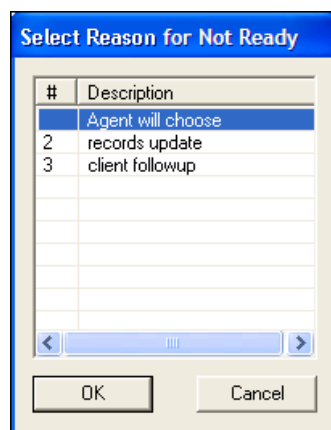 Select Reason for Not Ready
# Description
Agent will choose
2 records update
3 client followup
OK Cancel